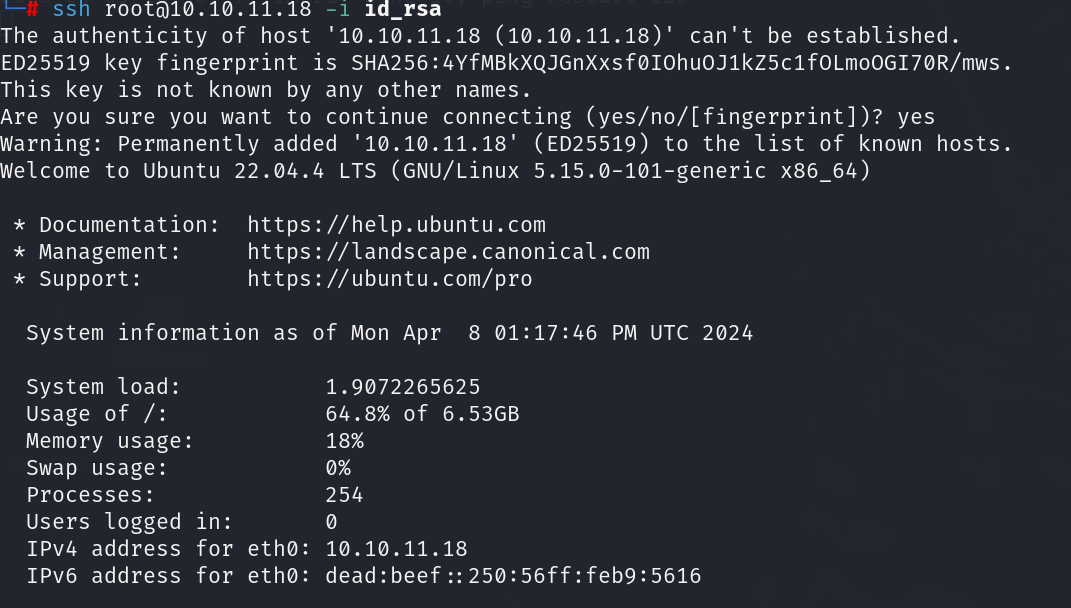 └─# ssh root@10.10.11.18 -i id_rsa
The authenticity of host '10.10.11.18 (10.10.11.18)' can't be established.
ED25519 key fingerprint is SHA256:4YfMBkXQJGnXxsf0IOhuOJ1kZ5c1fOLmoOGI70R/mws.
This key is not known by any other names.
Are you sure you want to continue connecting (yes/no/[fingerprint])? yes
Warning: Permanently added '10.10.11.18' (ED25519) to the list of known hosts.
Welcome to Ubuntu 22.04.4 LTS (GNU/Linux 5.15.0-101-generic x86_64)

 * Documentation:  https://help.ubuntu.com
 * Management:     https://landscape.canonical.com
 * Support:        https://ubuntu.com/pro

  System information as of Mon Apr  8 01:17:46 PM UTC 2024

  System load:           1.9072265625
  Usage of /:            64.8% of 6.53GB
  Memory usage:          18%
  Swap usage:            0%
  Processes:             254
  Users logged in:       0
  IPv4 address for eth0: 10.10.11.18
  IPv6 address for eth0: dead:beef::250:56ff:feb9:5616